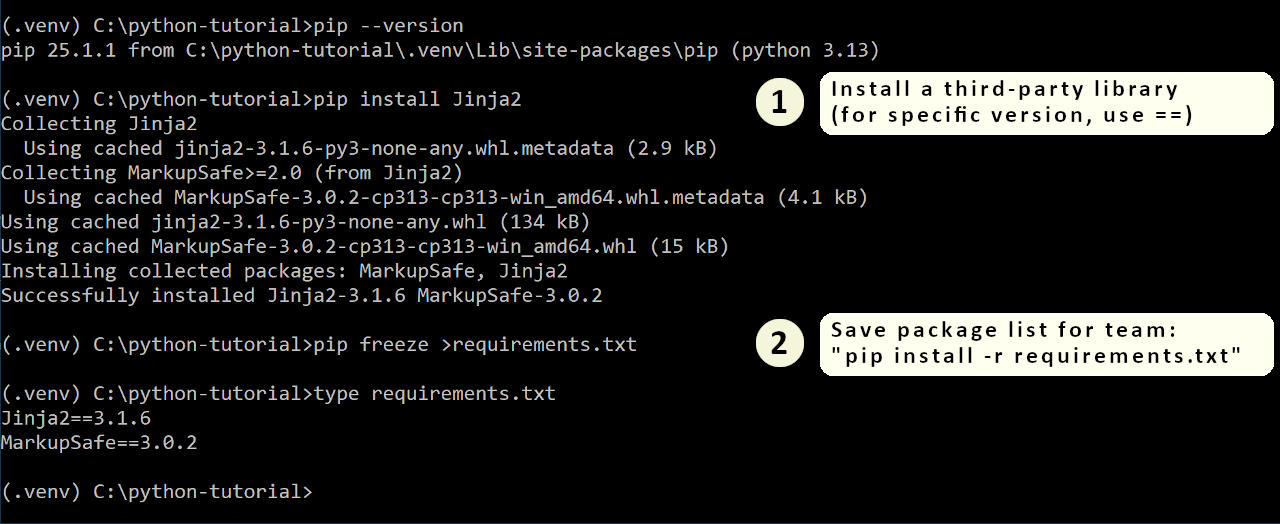 (.venv) C:\python-tutorial>pip --version
pip 25.1.1 from C:\python-tutorial\.venv\Lib\site-packages\pip (python 3.13)
(.venv) C:\python-tutorial>pip install Jinja2
1
Install a third-party library
(for specific version, use ==)
Collecting Jinja2
  Using cached jinja2-3.1.6-py3-none-any.whl.metadata (2.9 kB)
Collecting MarkupSafe>=2.0 (from Jinja2)
  Using cached MarkupSafe-3.0.2-cp313-cp313-win_amd64.whl.metadata (4.1 kB)
Using cached jinja2-3.1.6-py3-none-any.whl (134 kB)
Using cached MarkupSafe-3.0.2-cp313-cp313-win_amd64.whl (15 kB)
Installing collected packages: MarkupSafe, Jinja2
Successfully installed Jinja2-3.1.6 MarkupSafe-3.0.2
(.venv) C:\python-tutorial>pip freeze >requirements.txt
2
Save package list for team:
"pip install -r requirements.txt"
(.venv) C:\python-tutorial>type requirements.txt
Jinja2==3.1.6
MarkupSafe==3.0.2
(.venv) C:\python-tutorial>